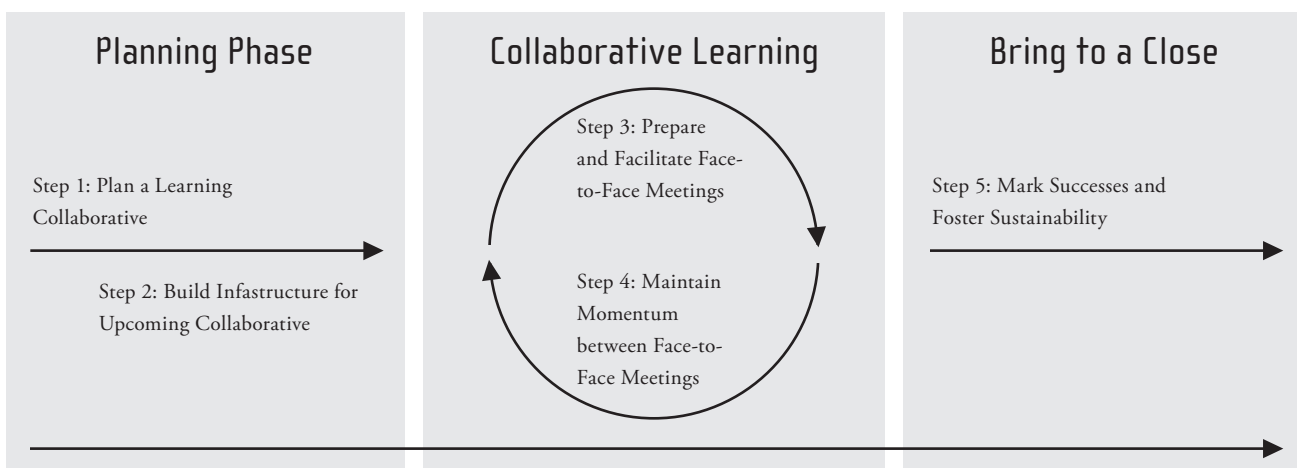 Planning Phase
Step 1: Plan a Learning
Collaborative
Step 2: Build Infastructure for
Upcoming Collaborative
Collaborative Learning
Step 3: Prepare
and Facilitate Face-
to-Face Meetings
Step 4: Maintain
Momentum
between Face-to-
Face Meetings
Bring to a Close
Step 5: Mark Successes and
Foster Sustainability